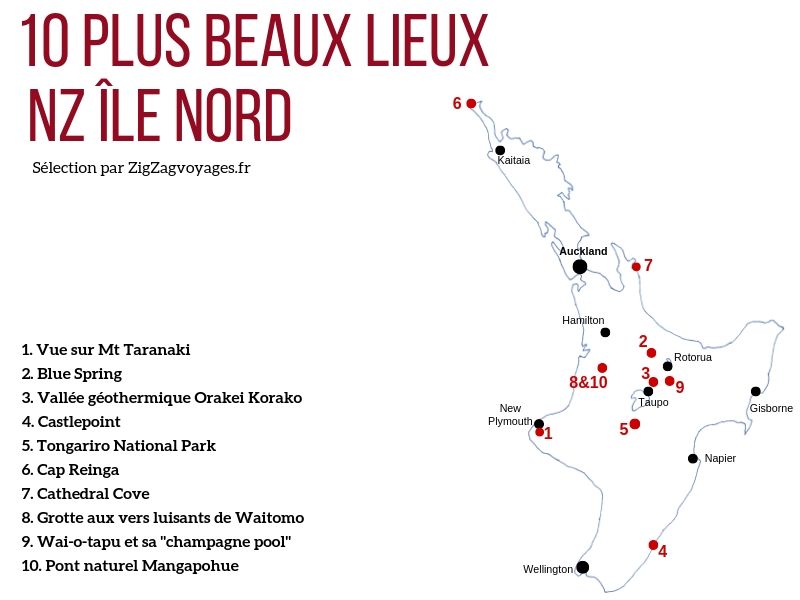 10 PLUS BEAUX LIEUX
NZ ÎLE NORD
Sélection par ZigZagvoyages.fr
6
Kaitaia
Auckland
7
Hamilton
2
Rotorua
8&10
3
9
Taupo
Gisborne
New
Plymouth
1
5
Napier
4
Wellington
1. Vue sur Mt Taranaki
2. Blue Spring
3. Vallée géothermique Orakei Korako
4. Castlepoint
5. Tongariro National Park
6. Cap Reinga
7. Cathedral Cove
8. Grotte aux vers luisants de Waitomo
9. Wai-o-tapu et sa "champagne pool"
10. Pont naturel Mangapohue